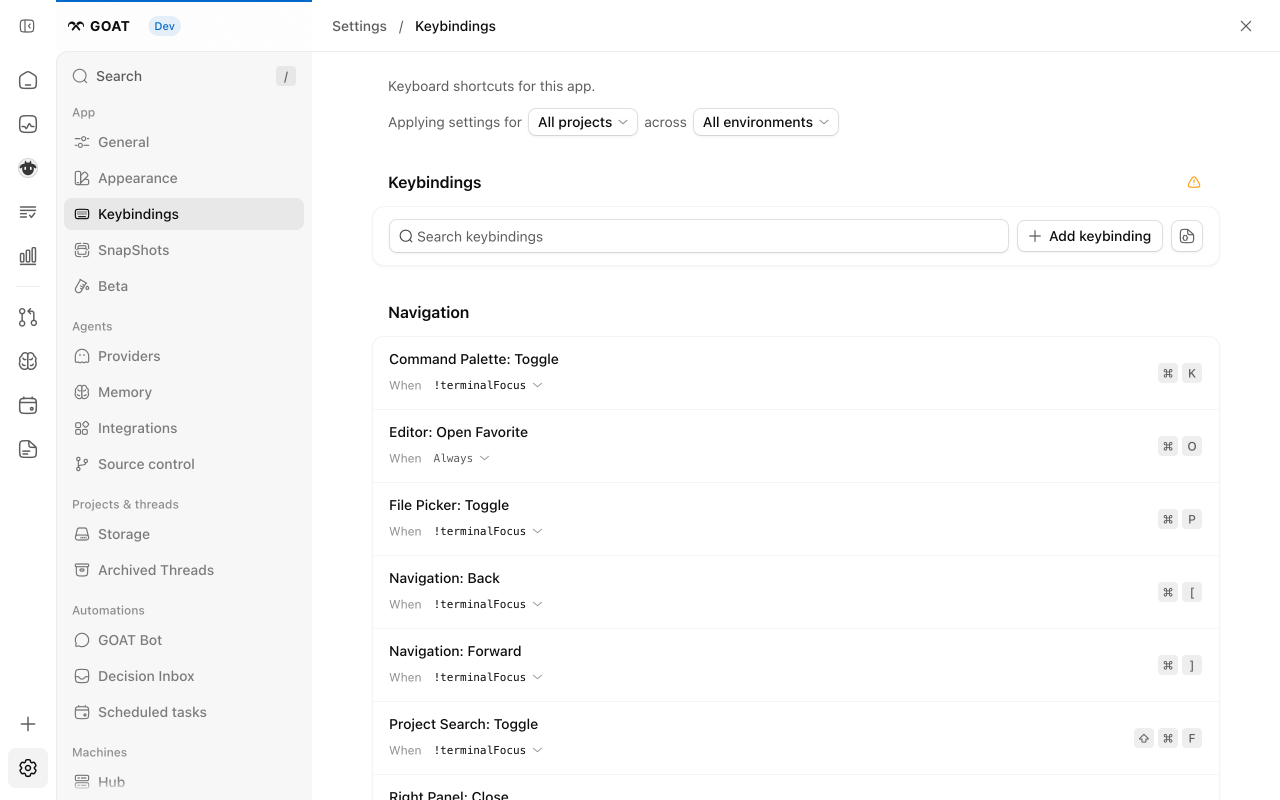 GOAT Dev
Settings / Keybindings
Search /
App
General
Appearance
Keybindings
SnapShots
Beta
Agents
Providers
Memory
Integrations
Source control
Projects & threads
Storage
Archived Threads
Automations
GOAT Bot
Decision Inbox
Scheduled tasks
Machines
Hub
Keyboard shortcuts for this app.
Applying settings for All projects across All environments
Keybindings
Search keybindings
Add keybinding
Navigation
Command Palette: Toggle
When !terminalFocus
⌘ K
Editor: Open Favorite
When Always
⌘ O
File Picker: Toggle
When !terminalFocus
⌘ P
Navigation: Back
When !terminalFocus
⌘ [
Navigation: Forward
When !terminalFocus
⌘ ]
Project Search: Toggle
When !terminalFocus
⇧ ⌘ F
Right Panel: Close